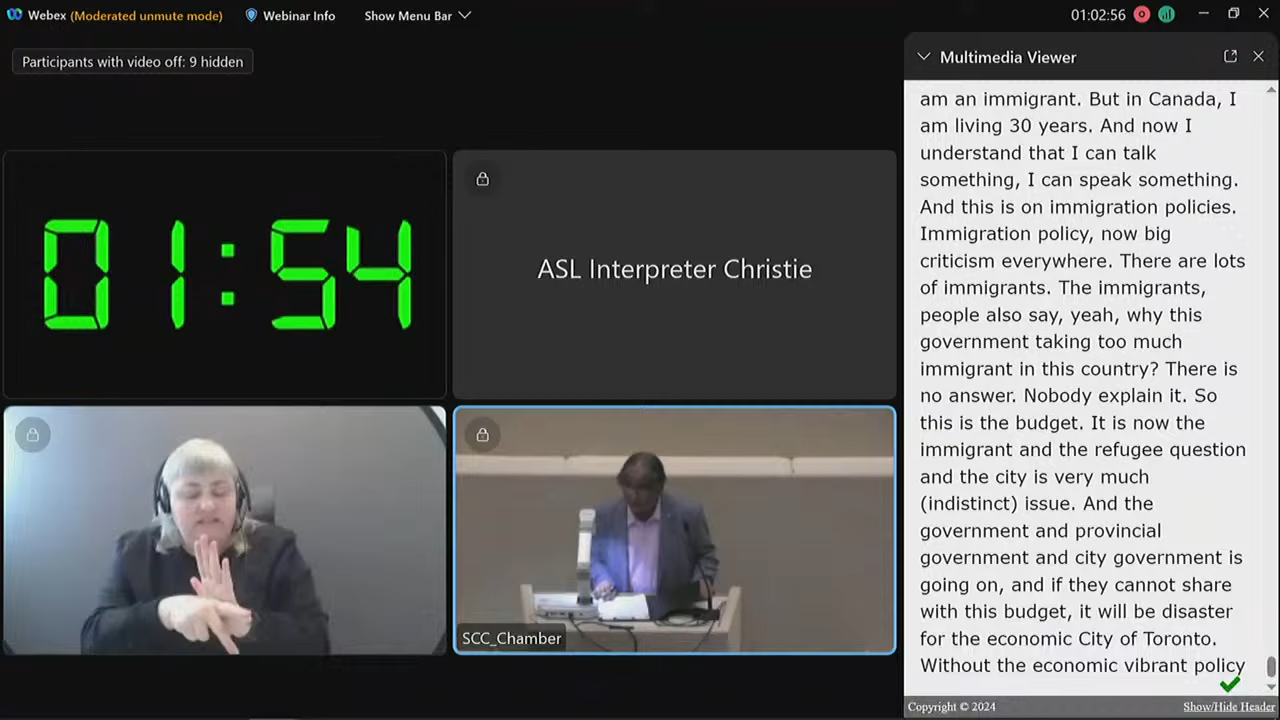 Webex (Moderated unmute mode) Webinar Info Show Menu Bar 01:02:56
Participants with video off: 9 hidden
01:54
ASL Interpreter Christie
SCC_Chamber
Multimedia Viewer
am an immigrant. But in Canada, I
am living 30 years. And now I
understand that I can talk
something, I can speak something.
And this is on immigration policies.
Immigration policy, now big
criticism everywhere. There are lots
of immigrants. The immigrants,
people also say, yeah, why this
government taking too much
immigrant in this country? There is
no answer. Nobody explain it. So
this is the budget. It is now the
immigrant and the refugee question
and the city is very much
(indistinct) issue. And the
government and provincial
government and city government is
going on, and if they cannot share
with this budget, it will be disaster
for the economic City of Toronto.
Without the economic vibrant policy
Copyright © 2024 Show/Hide Header